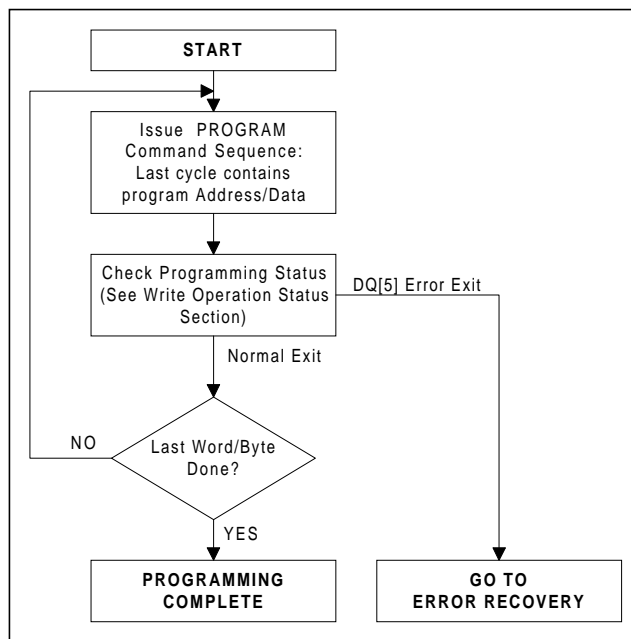 START
Issue PROGRAM
Command Sequence:
Last cycle contains
program Address/Data
Check Programming Status
(See Write Operation Status
Section)
DQ[5] Error Exit
Normal Exit
NO
Last Word/Byte
Done?
YES
PROGRAMMING
COMPLETE
GO TO
ERROR RECOVERY